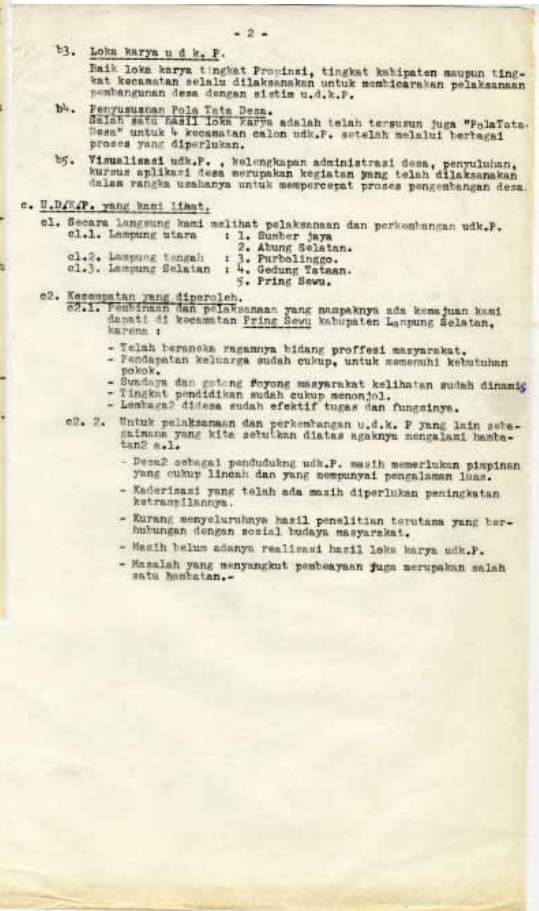 - 2 -
b3. Loka karya u d k. P.
Baik loka karya tingkat Propinsi, tingkat kabipaten maupun ting-
kat kecamatan selalu dilaksanakan untuk membicarakan pelaksanaan
pembangunan desa dengan sistim u.d.k.P.
b4. Penyususnan Pola Tata Desa.
Salah satu hasil loka karya adalah telah tersusun juga "PolaTata-
Desa" untuk 4 kecamatan calon udk.P. setelah melalui berbagai
proses yang diperlukan.
b5. Visualisasi udk.P. , kelengkapan administrasi desa, penyuluhan,
kursus aplikasi desa merupakan kegiatan yang telah dilaksanakan
dalam rangka usahanya untuk mempercepat proses pengembangan desa.
c. U.D/K/P. yang kami lihat.
c1. Secara langsung kami melihat pelaksanaan dan perkembangan udk.P.
c1.1. Lampung utara : 1. Sumber jaya
2. Abung Selatan.
c1.2. Lampung tengah : 3. Purbolinggo.
c1.3. Lampung Selatan : 4. Gedung Tataan.
5. Pring Sewu.
c2. Kesempatan yang diperoleh.
c2.1. Pembinaan dan pelaksanaan yang nampaknya ada kemajuan kami
dapati di kecamatan Pring Sewu kabupaten Lampung Selatan,
karena :
- Telah beraneka ragamnya bidang proffesi masyarakat.
- Pendapatan keluarga sudah cukup, untuk memenuhi kebutuhan
pokok.
- Swadaya dan gotong royong masyarakat kelihatan sudah dinamis
- Tingkat pendidikan sudah cukup menonjol.
- Lembaga2 didesa sudah efektif tugas dan fungsinya.
c2. 2. Untuk pelaksanaan dan perkembangan u.d.k. P yang lain seba-
gaimana yang kita sebutkan diatas agaknya mengalami hamba-
tan2 a.l.
- Desa2 sebagai pendudukng udk.P. masih memerlukan pimpinan
yang cukup lincah dan yang mempunyai pengalaman luas.
- Kaderisasi yang telah ada masih diperlukan peningkatan
ketrampilannya.
- Kurang menyeluruhnya hasil penelitian terutama yang ber-
hubungan dengan sosial budaya masyarakat.
- Masih belum adanya realisasi hasil loka karya udk.P.
- Masalah yang menyangkut pembeayaan juga merupakan salah
satu hambatan.-